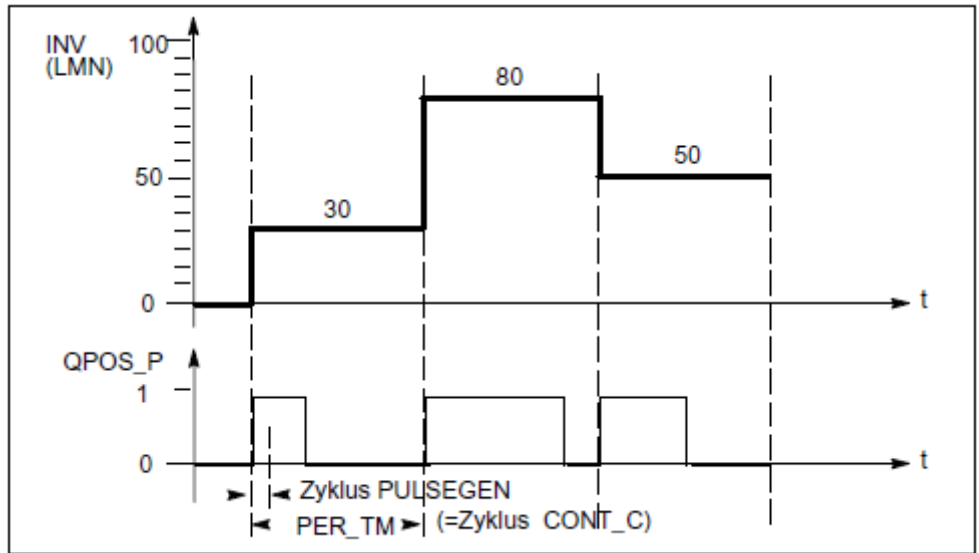 INV
(LMN)
100
80
50
50
30
0
t
QPOS_P
1
0
t
Zyklus PULSEGEN
PER_TM
(=Zyklus CONT_C)